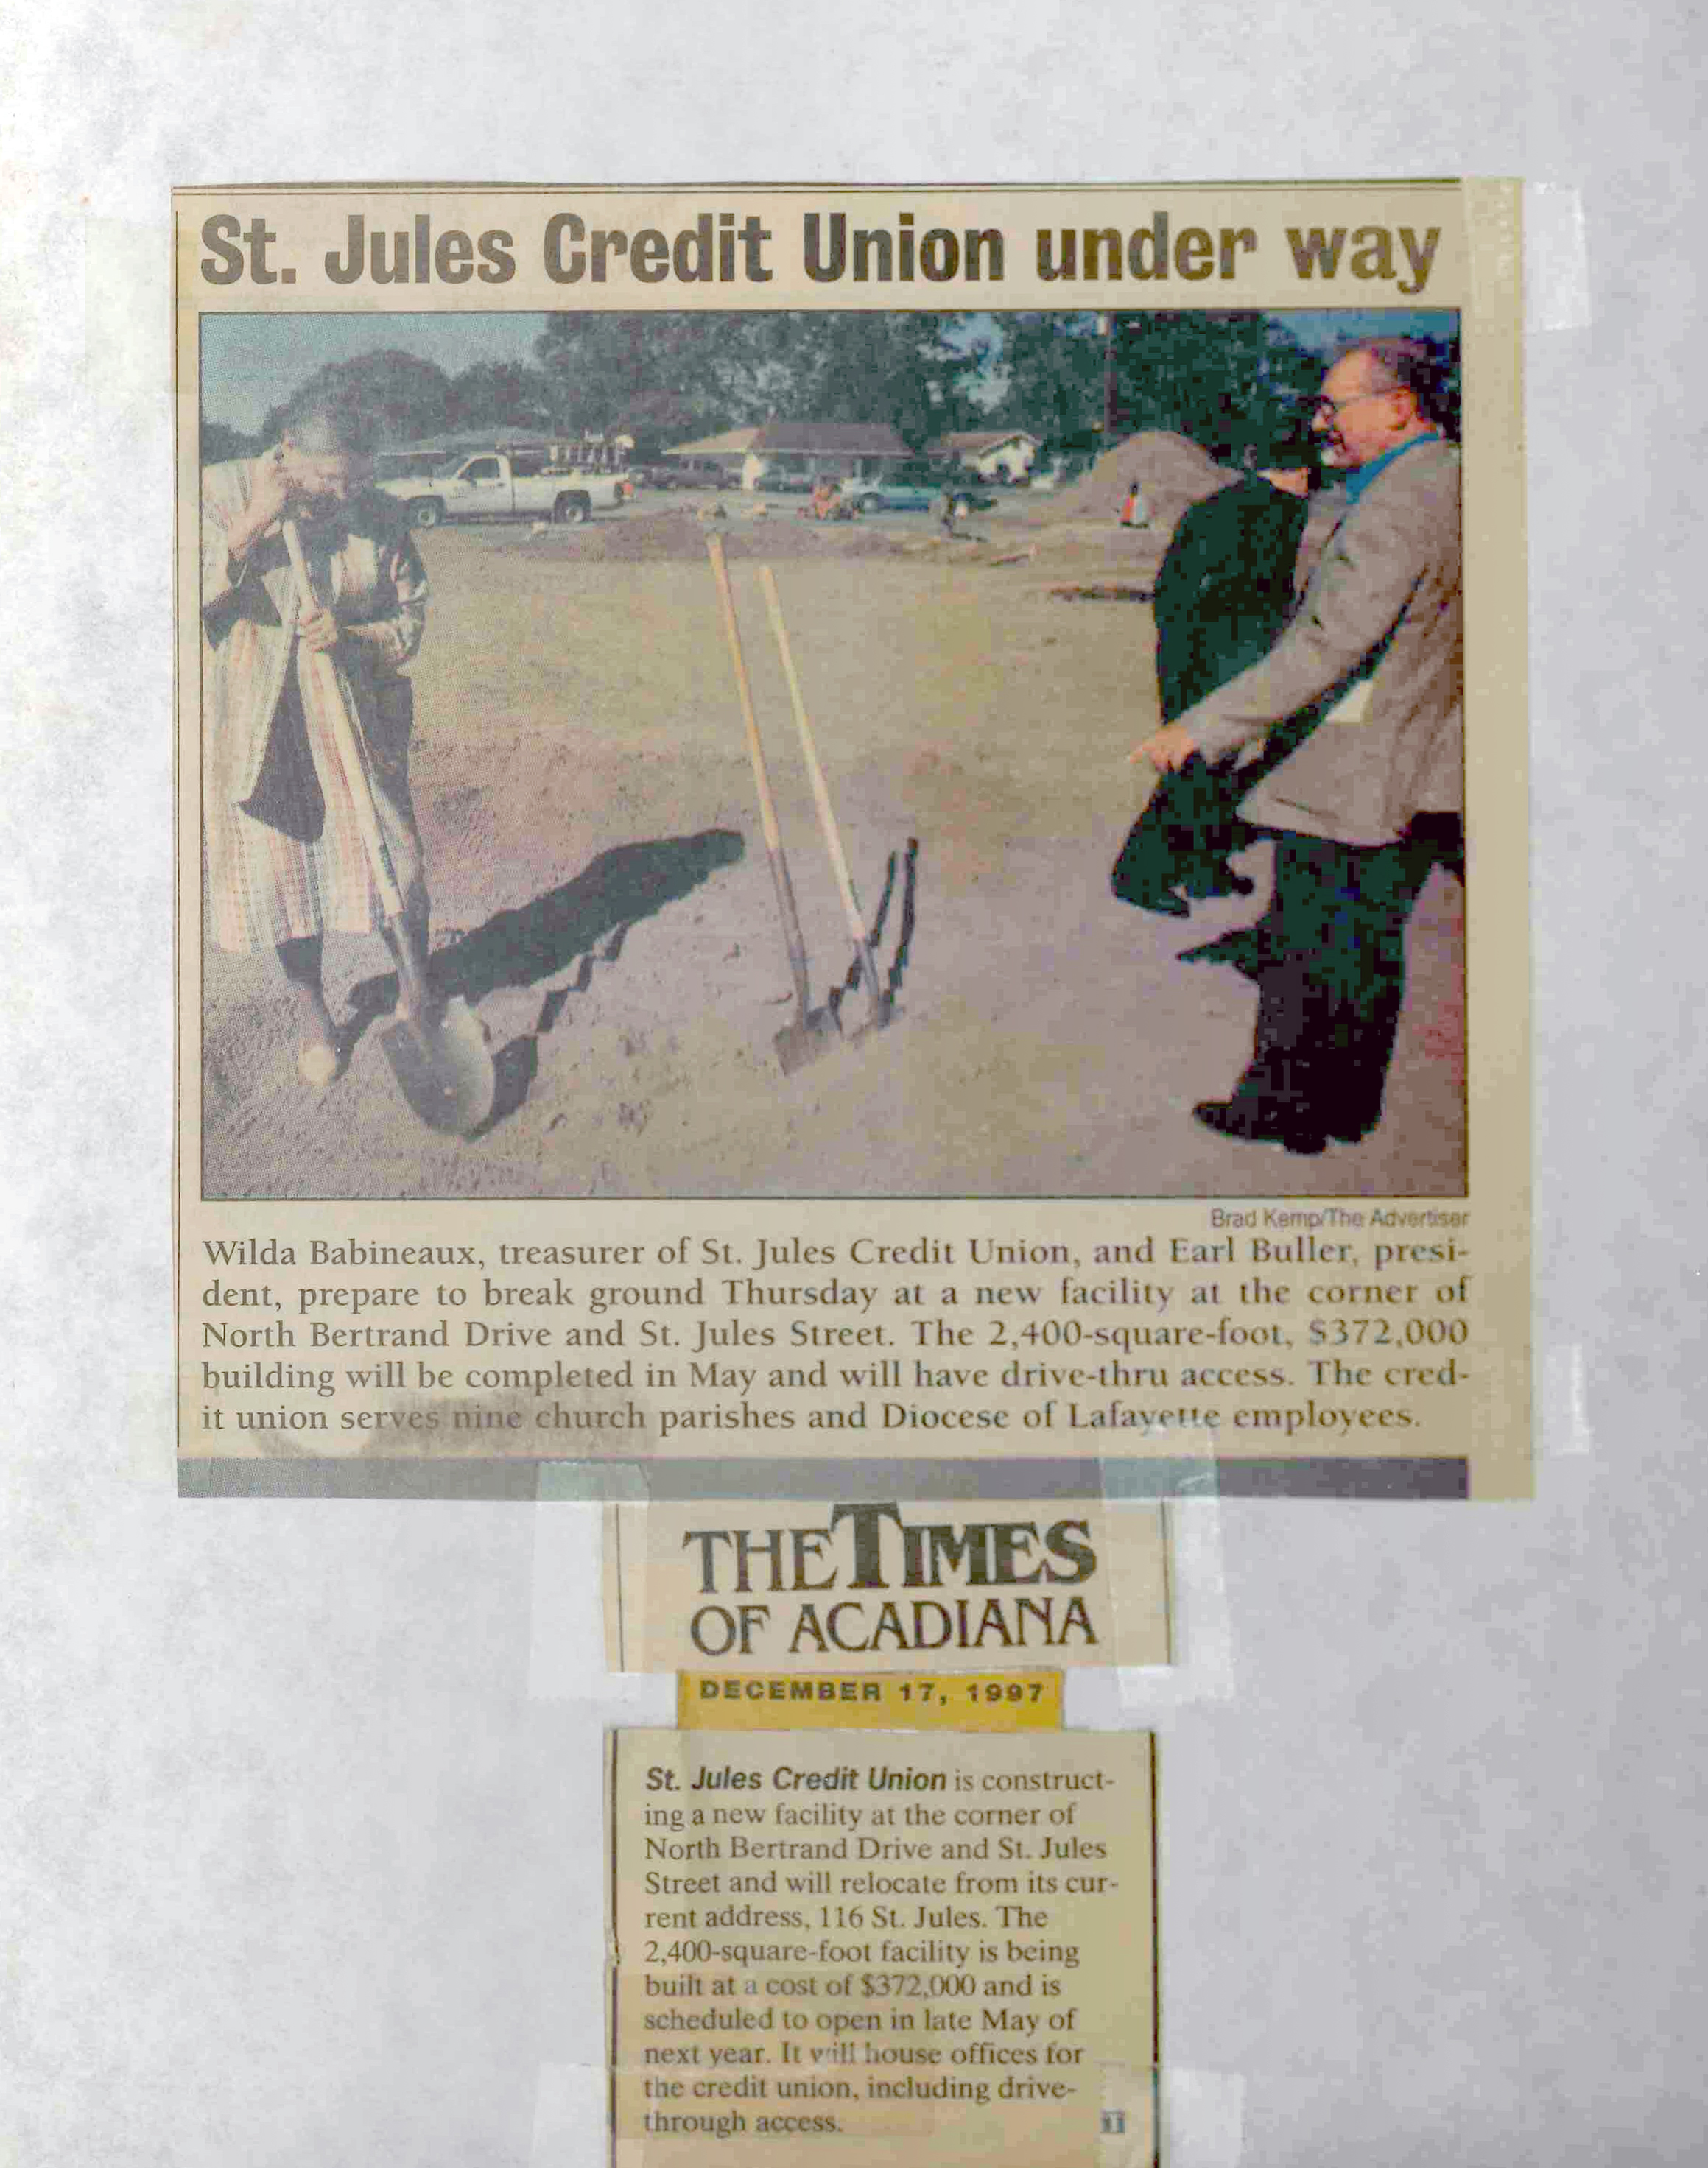 St. Jules Credit Union under way
Brad Kemp/The Advertiser
Wilda Babineaux, treasurer of St. Jules Credit Union, and Earl Buller, presi-
dent, prepare to break ground Thursday at a new facility at the corner of
North Bertrand Drive and St. Jules Street. The 2,400-square-foot, $372,000
building will be completed in May and will have drive-thru access. The cred-
it union serves nine church parishes and Diocese of Lafayette employees.
THE TIMES
OF ACADIANA
DECEMBER 17, 1997
St. Jules Credit Union is construct-
ing a new facility at the corner of
North Bertrand Drive and St. Jules
Street and will relocate from its cur-
rent address, 116 St. Jules. The
2,400-square-foot facility is being
built at a cost of $372,000 and is
scheduled to open in late May of
next year. It will house offices for
the credit union, including drive-
through access.